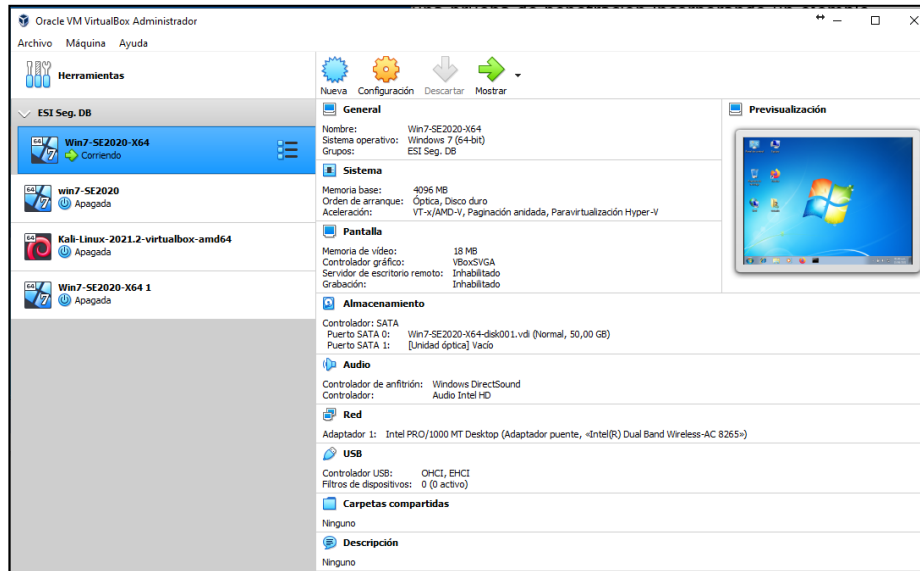 Oracle VM VirtualBox Administrador
Archivo Máquina Ayuda
Herramientas
Nueva Configuración Descartar Mostrar
ESI Seg. DB
Win7-SE2020-X64
Corriendo
win7-SE2020
Apagada
Kali-Linux-2021.2-virtualbox-amd64
Apagada
Win7-SE2020-X64 1
Apagada
General
Nombre: Win7-SE2020-X64
Sistema operativo: Windows 7 (64-bit)
Grupos: ESI Seg. DB
Previsualización
Sistema
Memoria base: 4096 MB
Orden de arranque: Óptica, Disco duro
Aceleración: VT-x/AMD-V, Paginación anidada, Paravirtualización Hyper-V
Pantalla
Memoria de vídeo: 18 MB
Controlador gráfico: VBoxSVGA
Servidor de escritorio remoto: Inhabilitado
Grabación: Inhabilitado
Almacenamiento
Controlador: SATA
Puerto SATA 0: Win7-SE2020-X64-disk001.vdi (Normal, 50,00 GB)
Puerto SATA 1: [Unidad óptica] Vacío
Audio
Controlador de anfitrión: Windows DirectSound
Controlador: Audio Intel HD
Red
Adaptador 1: Intel PRO/1000 MT Desktop (Adaptador puente, «Intel(R) Dual Band Wireless-AC 8265»)
USB
Controlador USB: OHCI, EHCI
Filtros de dispositivos: 0 (0 activo)
Carpetas compartidas
Ninguno
Descripción
Ninguno